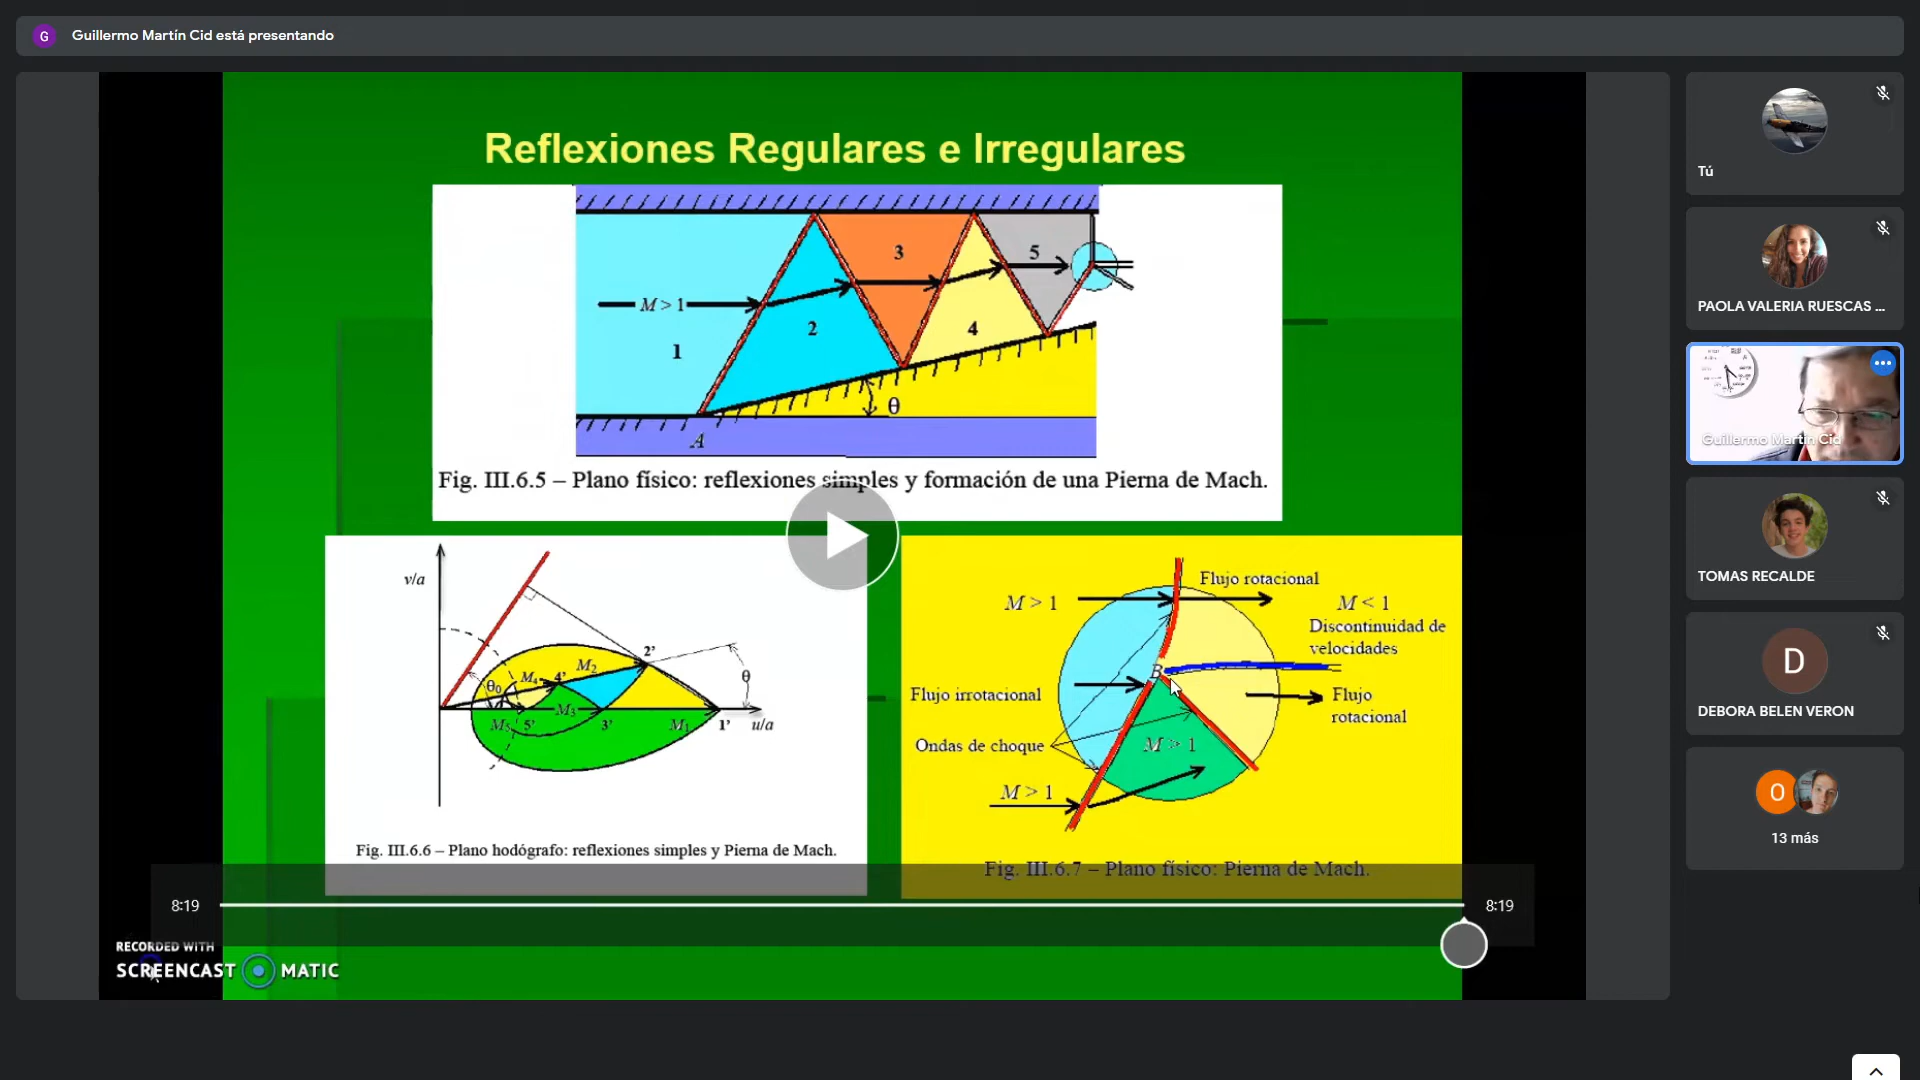 G Guillermo Martín Cid está presentando
Reflexiones Regulares e Irregulares
M > 1
1
2
3
4
5
θ
A
Fig. III.6.5 – Plano físico: reflexiones simples y formación de una Pierna de Mach.
v/a
θ0
M4
4'
M2
2'
θ
M5
5'
M3
3'
M1
1'
u/a
Fig. III.6.6 – Plano hodógrafo: reflexiones simples y Pierna de Mach.
Flujo rotacional
M > 1
M < 1
Discontinuidad de
velocidades
B
Flujo irrotacional
Flujo
rotacional
Ondas de choque
M > 1
M > 1
Fig. III.6.7 – Plano físico: Pierna de Mach.
8:19
8:19
RECORDED WITH
SCREENCAST MATIC
Tú
PAOLA VALERIA RUESCAS ...
Guillermo Martín Cid
TOMAS RECALDE
D
DEBORA BELEN VERON
O
13 más